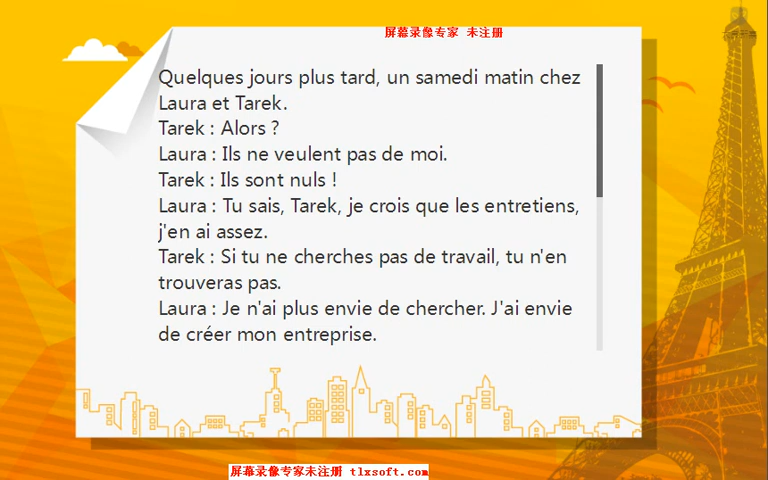 屏幕录像专家 未注册
Quelques jours plus tard, un samedi matin chez
Laura et Tarek.
Tarek : Alors ?
Laura : Ils ne veulent pas de moi.
Tarek : Ils sont nuls !
Laura : Tu sais, Tarek, je crois que les entretiens,
j'en ai assez.
Tarek : Si tu ne cherches pas de travail, tu n'en
trouveras pas.
Laura : Je n'ai plus envie de chercher. J'ai envie
de créer mon entreprise.
屏幕录像专家未注册 tlxsoft.com